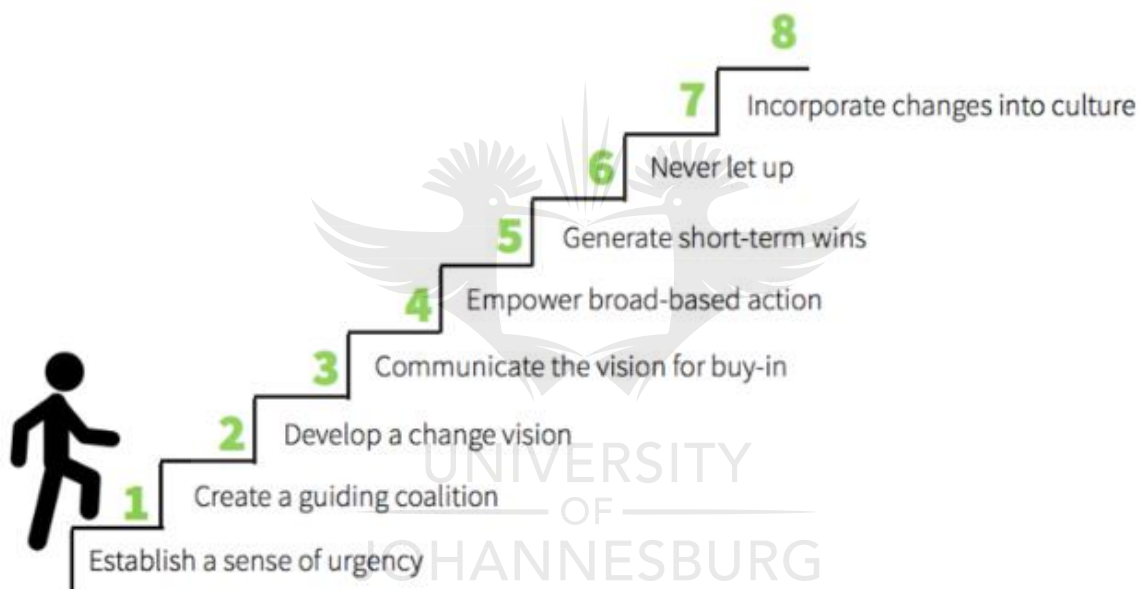 8
7
Incorporate changes into culture
6
Never let up
5
Generate short-term wins
4
Empower broad-based action
3
Communicate the vision for buy-in
2
Develop a change vision
1
Create a guiding coalition
Establish a sense of urgency
UNIVERSITY
OF
JOHANNESBURG